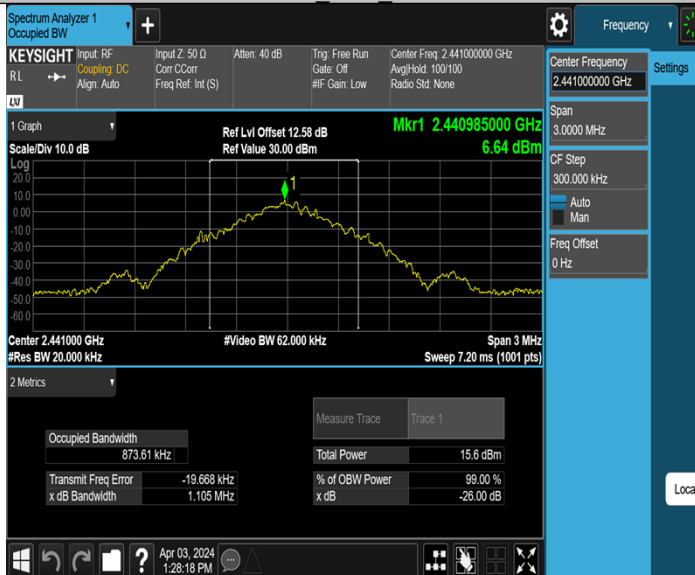 Spectrum Analyzer 1
Occupied BW
+
Frequency
KEYSIGHT
RL
LXI
Input: RF
Coupling: DC
Align: Auto
Input Z: 50 Ω
Corr CCorr
Freq Ref: Int (S)
Atten: 40 dB
Trig: Free Run
Gate: Off
#IF Gain: Low
Center Freq: 2.441000000 GHz
Avg|Hold: 100/100
Radio Std: None
Center Frequency
2.441000000 GHz
Settings
Span
3.0000 MHz
CF Step
300.000 kHz
Auto
Man
Freq Offset
0 Hz
1 Graph
Scale/Div 10.0 dB
Ref Lvl Offset 12.58 dB
Ref Value 30.00 dBm
Mkr1 2.440985000 GHz
6.64 dBm
Log
20.0
10.0
0.00
-10.0
-20.0
-30.0
-40.0
-50.0
-60.0
1
Center 2.441000 GHz
#Res BW 20.000 kHz
#Video BW 62.000 kHz
Span 3 MHz
Sweep 7.20 ms (1001 pts)
2 Metrics
Measure Trace
Trace 1
Occupied Bandwidth
873.61 kHz
Total Power
15.6 dBm
Transmit Freq Error
-19.668 kHz
% of OBW Power
99.00 %
x dB Bandwidth
1.105 MHz
x dB
-26.00 dB
Loca
?
Apr 03, 2024
1:28:18 PM